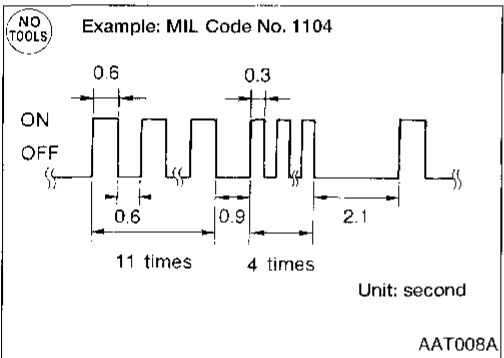 NO TOOLS
Example: MIL Code No. 1104
0.6
0.3
ON
OFF
0.6
0.9
2.1
11 times
4 times
Unit: second
AAT008A